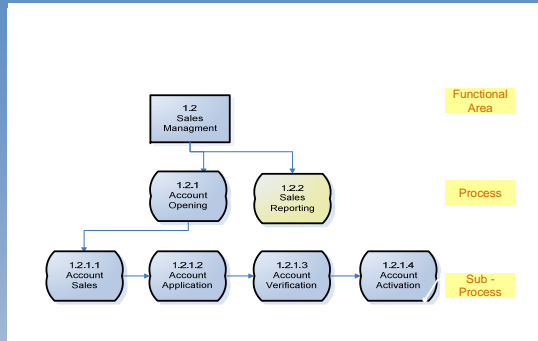 1.2
Sales
Managment
Functional
Area
1.2.1
Account
Opening
1.2.2
Sales
Reporting
Process
1.2.1.1
Account
Sales
1.2.1.2
Account
Application
1.2.1.3
Account
Verification
1.2.1.4
Account
Activation
Sub -
Process